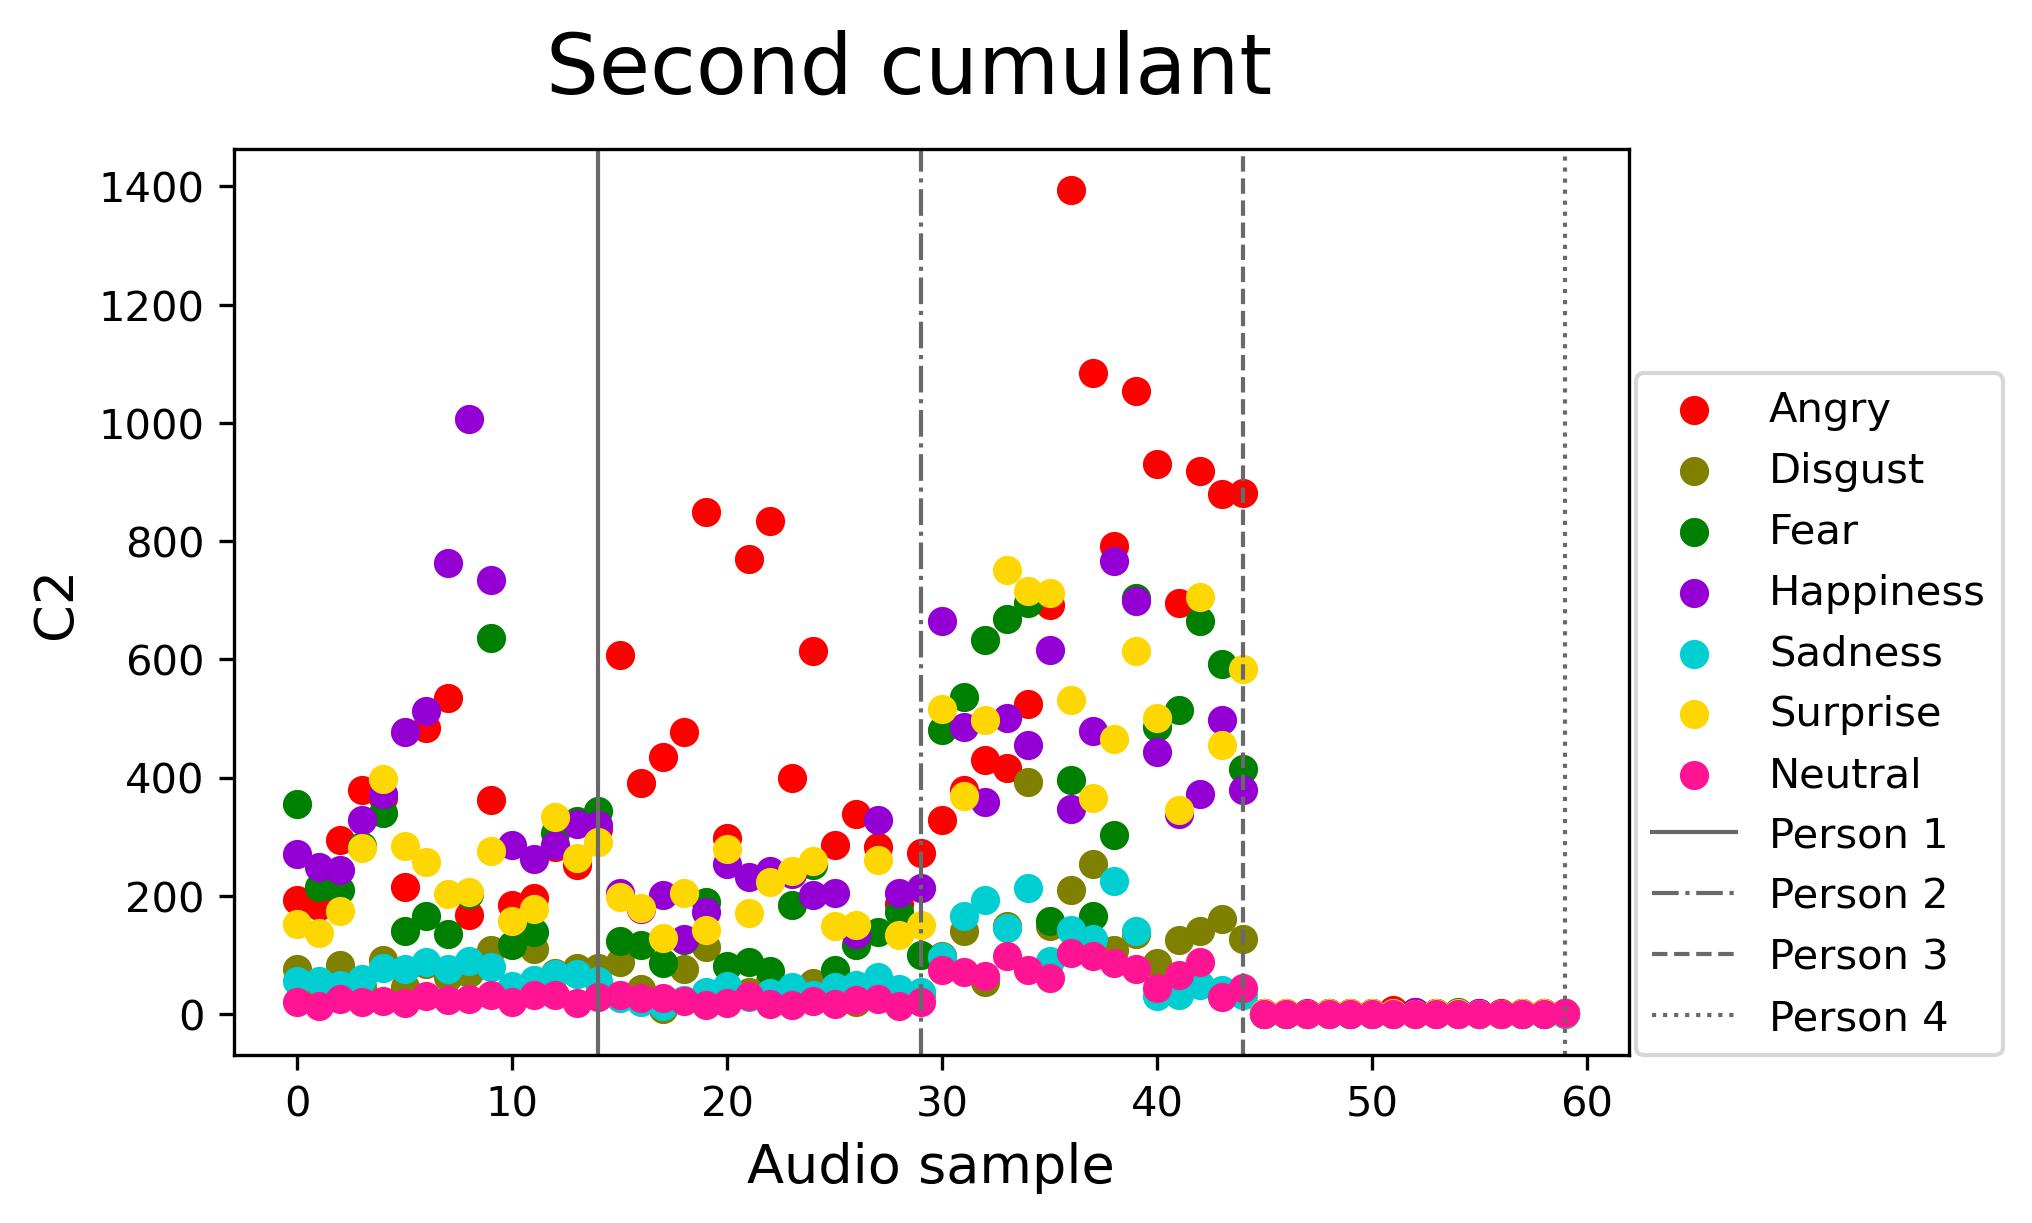 Second cumulant
1400
1200
1000
800
600
400
200
0
C2
0 10 20 30 40 50 60
Audio sample
Angry
Disgust
Fear
Happiness
Sadness
Surprise
Neutral
Person 1
Person 2
Person 3
Person 4